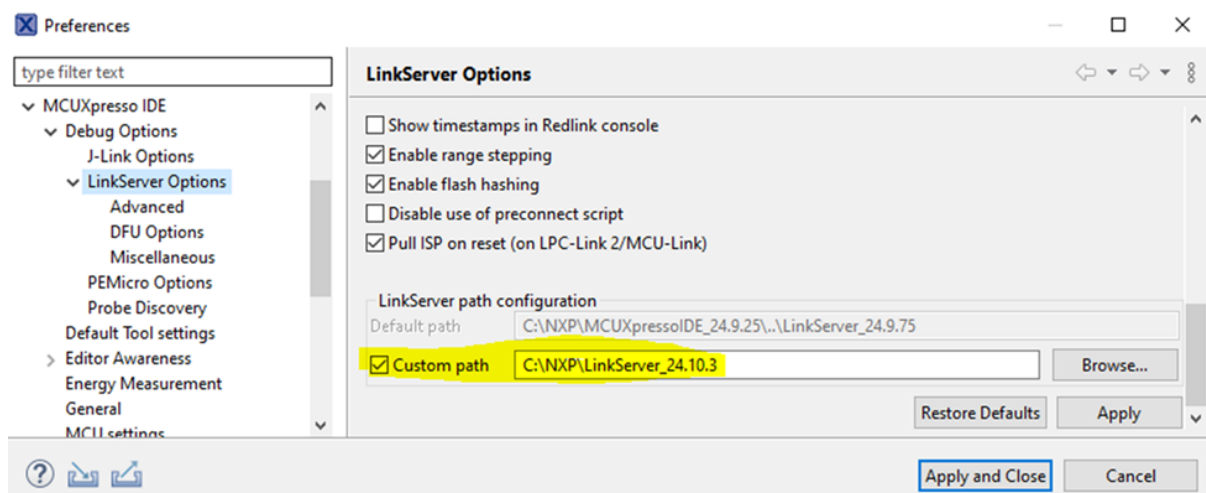 Preferences
type filter text
MCUXpresso IDE
Debug Options
J-Link Options
LinkServer Options
Advanced
DFU Options
Miscellaneous
PEMicro Options
Probe Discovery
Default Tool settings
Editor Awareness
Energy Measurement
General
MCU settings
LinkServer Options
Show timestamps in Redlink console
Enable range stepping
Enable flash hashing
Disable use of preconnect script
Pull ISP on reset (on LPC-Link 2/MCU-Link)
LinkServer path configuration
Default path C:\NXP\MCUXpressoIDE_24.9.25\..\LinkServer_24.9.75
Custom path C:\NXP\LinkServer_24.10.3 Browse...
Restore Defaults Apply
? Apply and Close Cancel